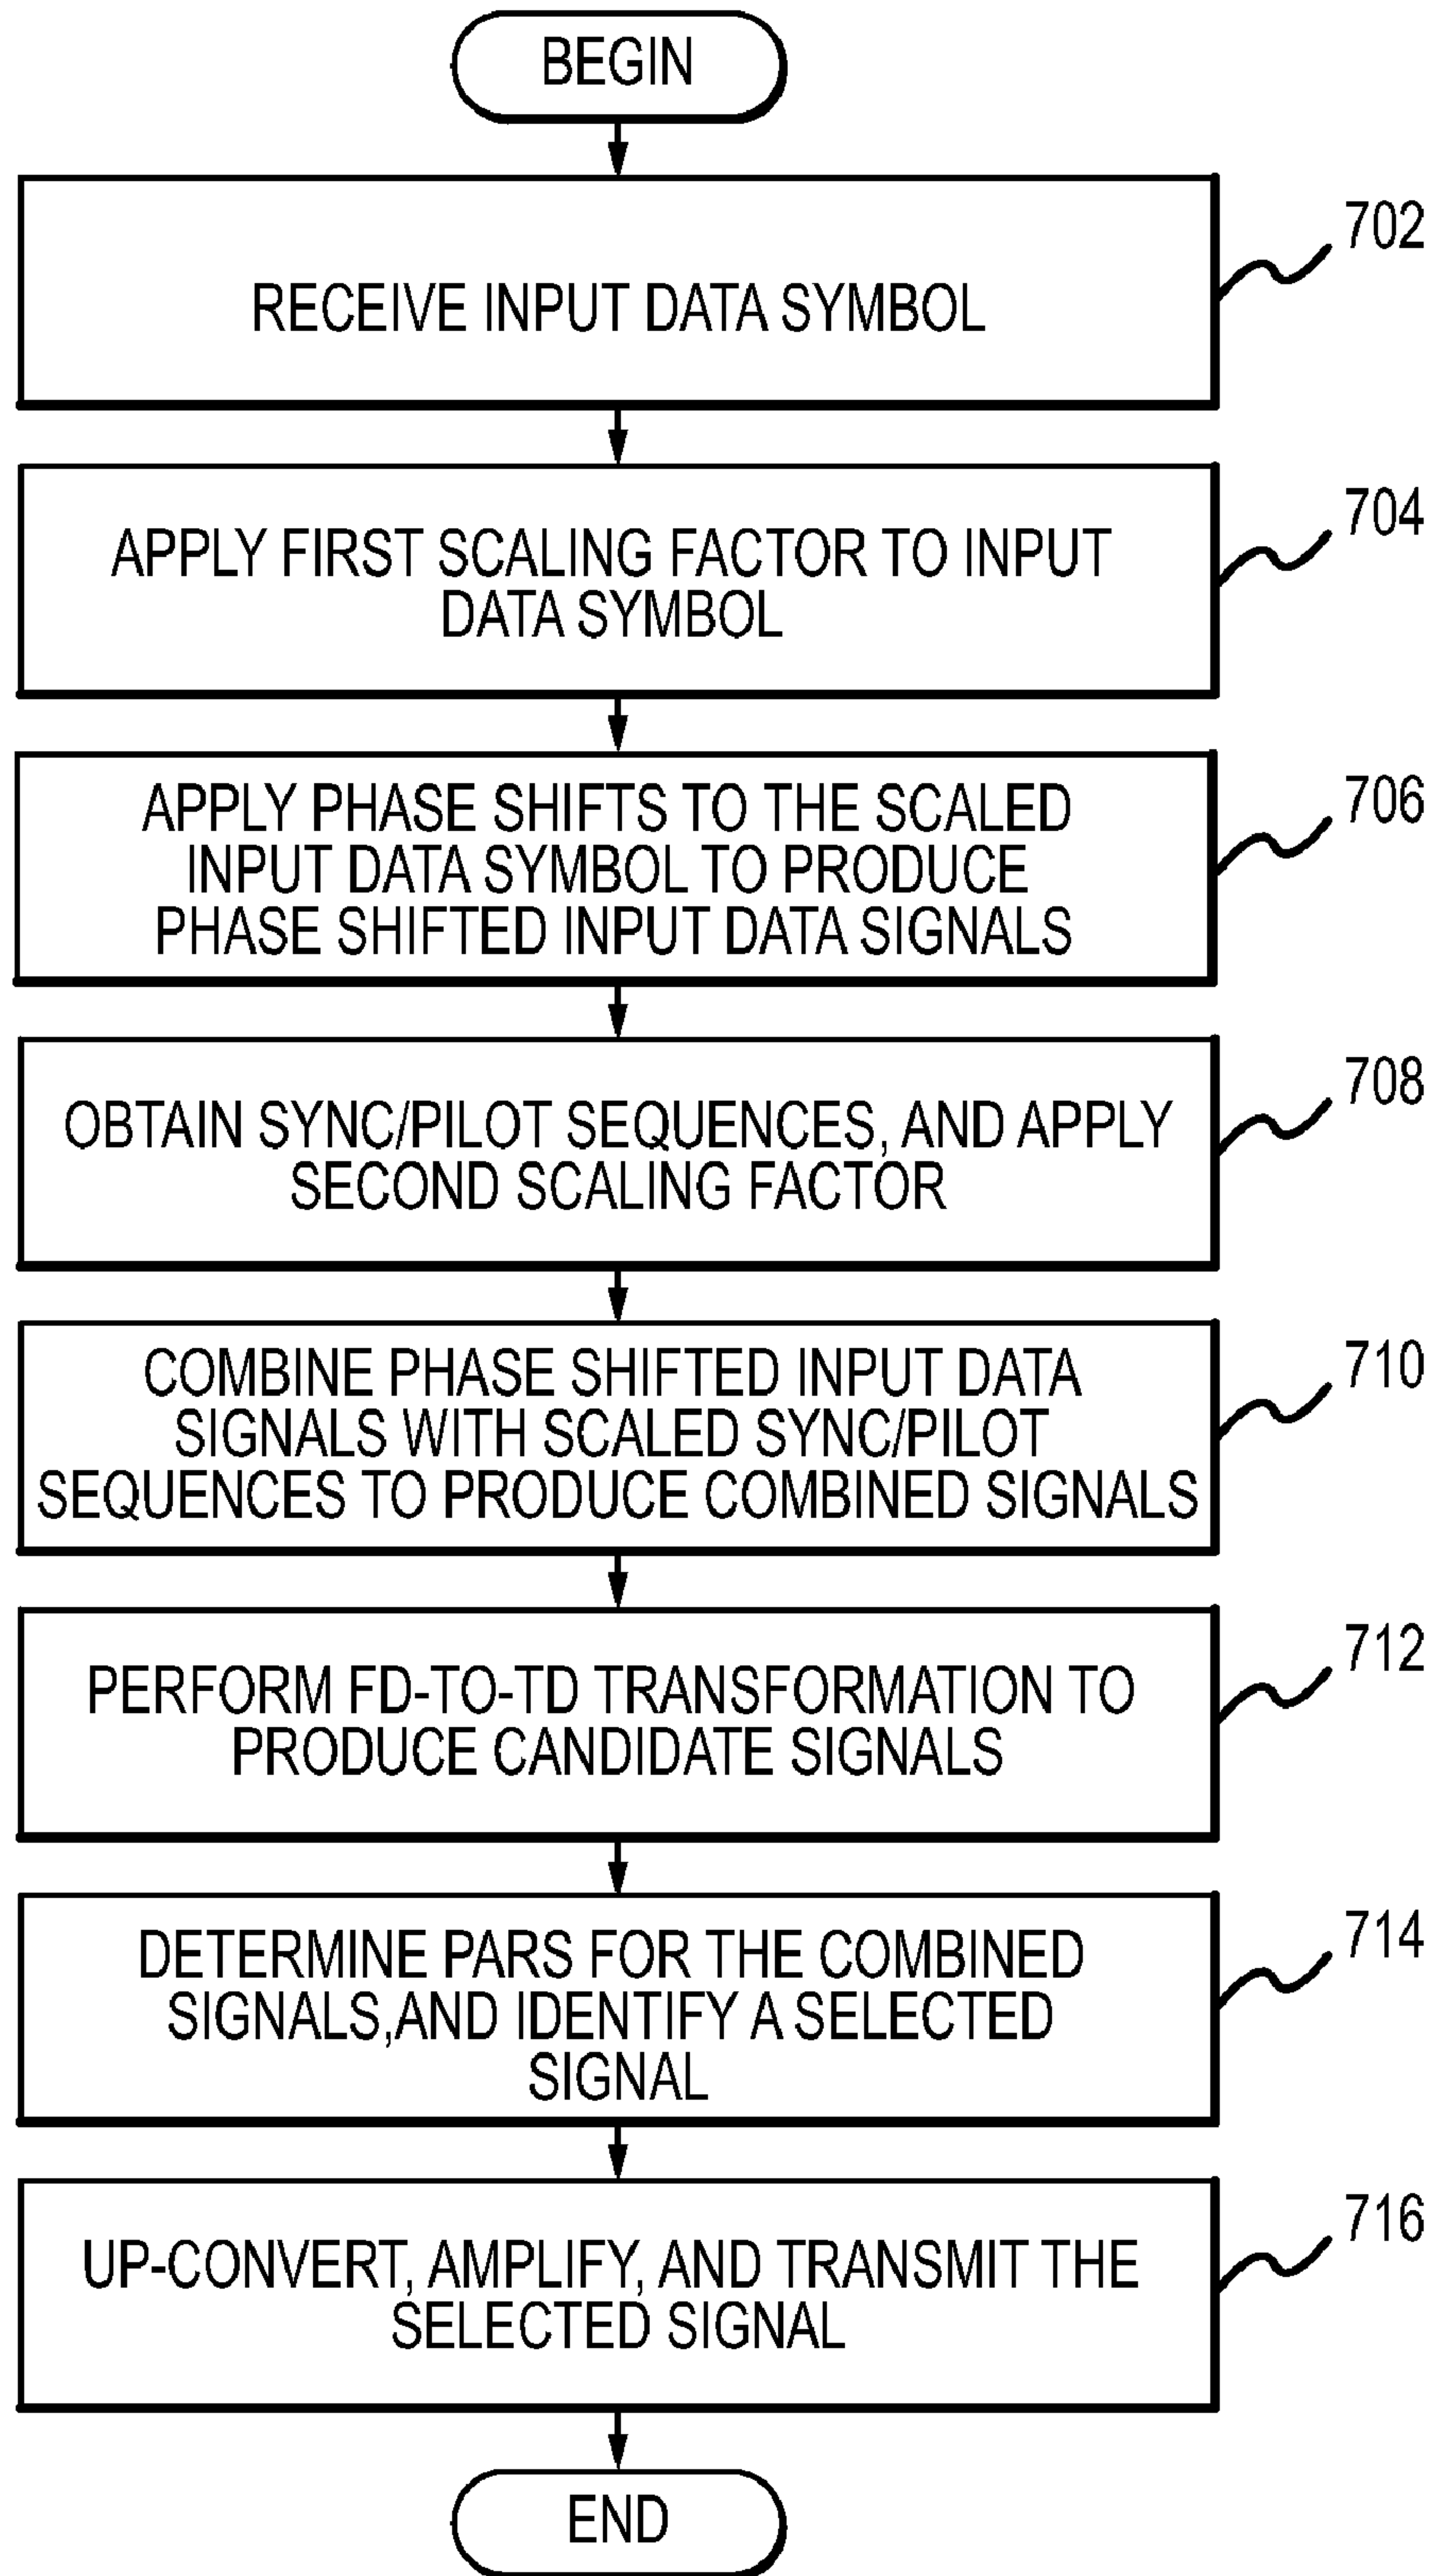 BEGIN
702
RECEIVE INPUT DATA SYMBOL
704
APPLY FIRST SCALING FACTOR TO INPUT
DATA SYMBOL
706
APPLY PHASE SHIFTS TO THE SCALED
INPUT DATA SYMBOL TO PRODUCE
PHASE SHIFTED INPUT DATA SIGNALS
708
OBTAIN SYNC/PILOT SEQUENCES, AND APPLY
SECOND SCALING FACTOR
710
COMBINE PHASE SHIFTED INPUT DATA
SIGNALS WITH SCALED SYNC/PILOT
SEQUENCES TO PRODUCE COMBINED SIGNALS
712
PERFORM FD-TO-TD TRANSFORMATION TO
PRODUCE CANDIDATE SIGNALS
714
DETERMINE PARS FOR THE COMBINED
SIGNALS,AND IDENTIFY A SELECTED
SIGNAL
716
UP-CONVERT, AMPLIFY, AND TRANSMIT THE
SELECTED SIGNAL
END